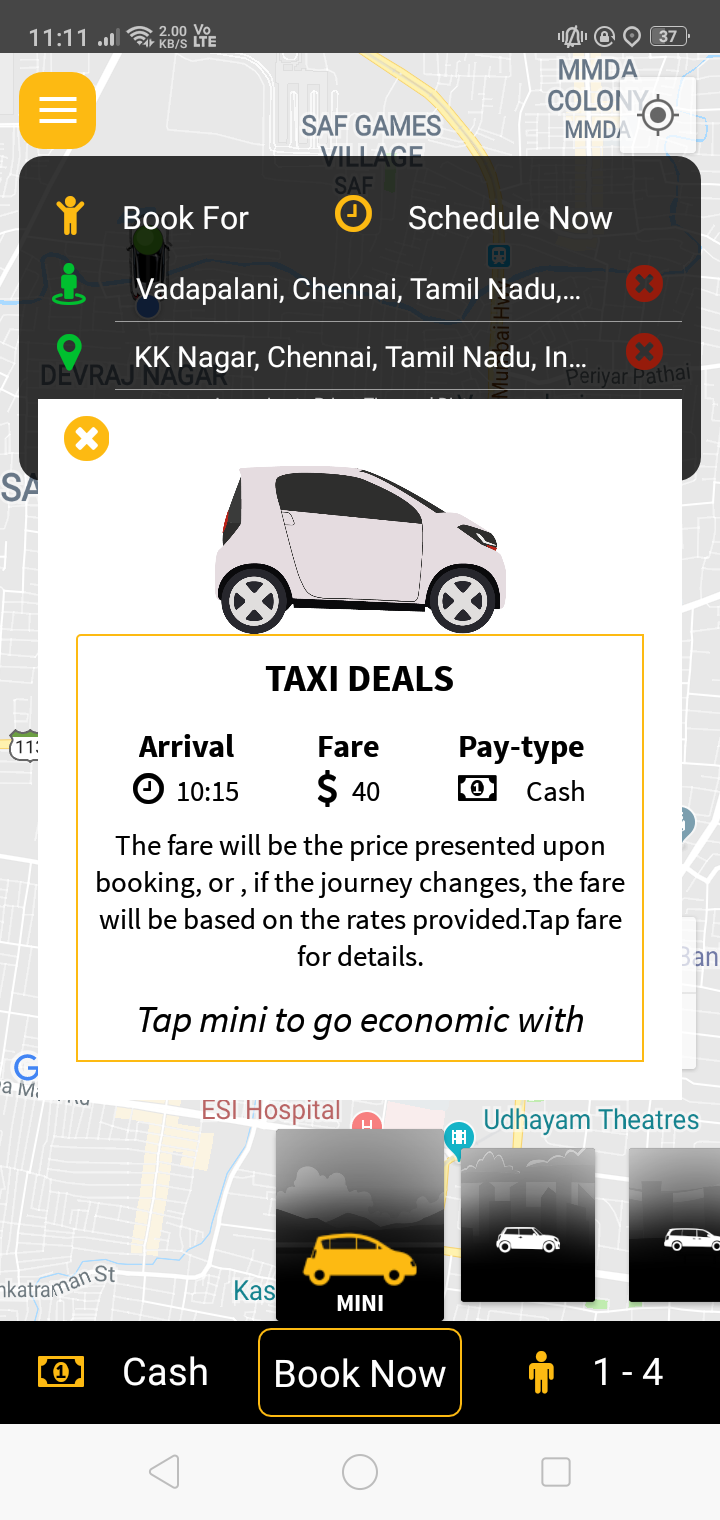 11:11 2.00 KB/S Vo LTE 37
MMDA
COLONY
MMDA
SAF GAMES
VILLAGE
SAF
Book For Schedule Now
Vadapalani, Chennai, Tamil Nadu,...
KK Nagar, Chennai, Tamil Nadu, In...
DEVRAJ NAGAR
Periyar Pathai
SA
TAXI DEALS
Arrival Fare Pay-type
10:15 $ 40 1 Cash
The fare will be the price presented upon
booking, or , if the journey changes, the fare
will be based on the rates provided.Tap fare
for details.
Tap mini to go economic with
113
Ban
G
ESI Hospital
H
Udhayam Theatres
nkatraman St
Kas
MINI
1 Cash Book Now 1 - 4